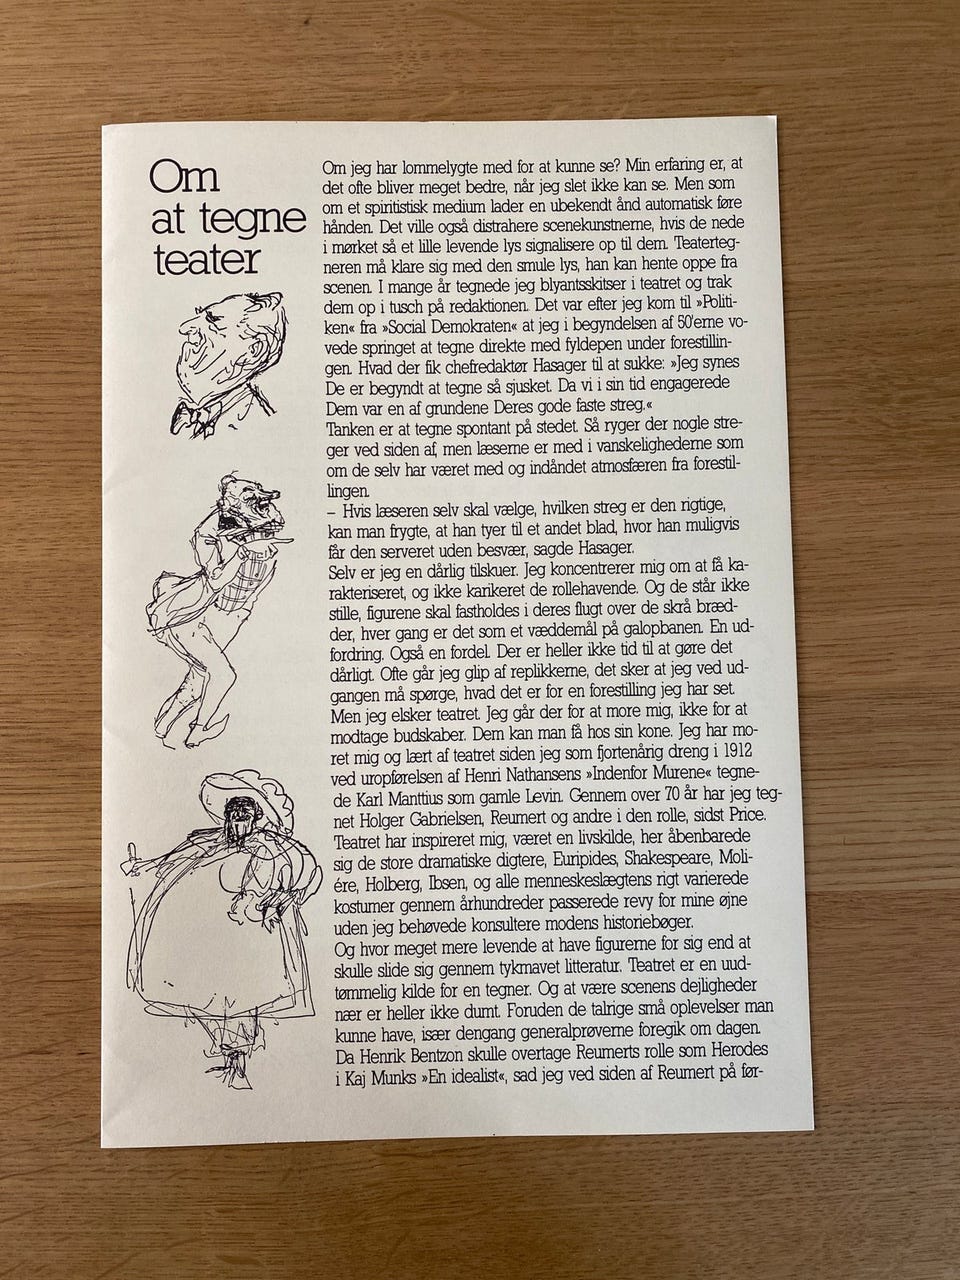 Om
at tegne
teater
Om jeg har lommelygte med for at kunne se? Min erfaring er, at
det ofte bliver meget bedre, når jeg slet ikke kan se. Men som
om et spiritistisk medium lader en ubekendt ånd automatisk føre
hånden. Det ville også distrahere scenekunstnerne, hvis de nede
i mørket så et lille levende lys signalisere op til dem. Teaterteg-
neren må klare sig med den smule lys, han kan hente oppe fra
scenen. I mange år tegnede jeg blyantsskitser i teatret og trak
dem op i tusch på redaktionen. Det var efter jeg kom til »Politi-
ken« fra »Social Demokraten« at jeg i begyndelsen af 50'erne vo-
vede springet at tegne direkte med fyldepen under forestillin-
gen. Hvad der fik chefredaktør Hasager til at sukke: »Jeg synes
De er begyndt at tegne så sjusket. Da vi i sin tid engagerede
Dem var en af grundene Deres gode faste streg.«
Tanken er at tegne spontant på stedet. Så ryger der nogle stre-
ger ved siden af, men læserne er med i vanskelighederne som
om de selv har været med og indåndet atmosfæren fra forestil-
lingen.
– Hvis læseren selv skal vælge, hvilken streg er den rigtige,
kan man frygte, at han tyer til et andet blad, hvor han muligvis
får den serveret uden besvær, sagde Hasager.
Selv er jeg en dårlig tilskuer. Jeg koncentrerer mig om at få ka-
rakteriseret, og ikke karikeret de rollehavende. Og de står ikke
stille, figurene skal fastholdes i deres flugt over de skrå bræd-
der, hver gang er det som et væddemål på galopbanen. En ud-
fordring. Også en fordel. Der er heller ikke tid til at gøre det
dårligt. Ofte går jeg glip af replikkerne, det sker at jeg ved ud-
gangen må spørge, hvad det er for en forestilling jeg har set.
Men jeg elsker teatret. Jeg går der for at more mig, ikke for at
modtage budskaber. Dem kan man få hos sin kone. Jeg har mo-
ret mig og lært af teatret siden jeg som fjortenårig dreng i 1912
ved uropførelsen af Henri Nathansens »Indenfor Murene« tegne-
de Karl Manttius som gamle Levin. Gennem over 70 år har jeg teg-
net Holger Gabrielsen, Reumert og andre i den rolle, sidst Price.
Teatret har inspireret mig, været en livskilde, her åbenbarede
sig de store dramatiske digtere, Euripides, Shakespeare, Moli-
ére, Holberg, Ibsen, og alle menneskeslægtens rigt varierede
kostumer gennem århundreder passerede revy for mine øjne
uden jeg behøvede konsultere modens historiebøger.
Og hvor meget mere levende at have figurerne for sig end at
skulle slide sig gennem tykmavet litteratur. Teatret er en uud-
tømmelig kilde for en tegner. Og at være scenens dejligheder
nær er heller ikke dumt. Foruden de talrige små oplevelser man
kunne have, især dengang generalprøverne foregik om dagen.
Da Henrik Bentzon skulle overtage Reumerts rolle som Herodes
i Kaj Munks »En idealist«, sad jeg ved siden af Reumert på før-